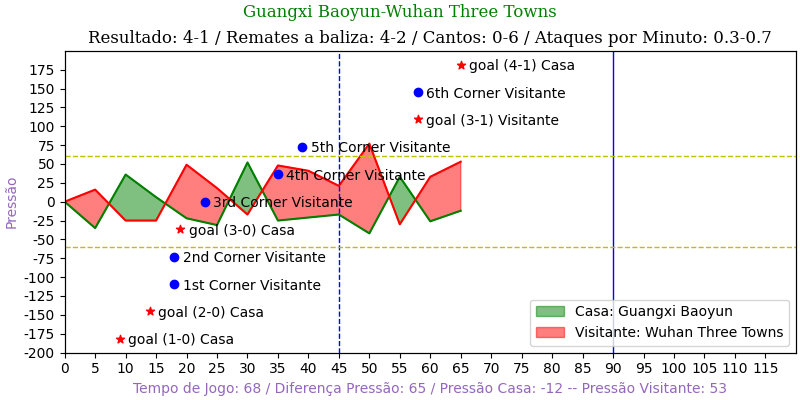 Guangxi Baoyun-Wuhan Three Towns
Resultado: 4-1 / Remates a baliza: 4-2 / Cantos: 0-6 / Ataques por Minuto: 0.3-0.7
Pressão
175
150
125
100
75
50
25
0
-25
-50
-75
-100
-125
-150
-175
-200
goal (4-1) Casa
6th Corner Visitante
goal (3-1) Visitante
5th Corner Visitante
4th Corner Visitante
3rd Corner Visitante
goal (3-0) Casa
2nd Corner Visitante
1st Corner Visitante
goal (2-0) Casa
goal (1-0) Casa
Casa: Guangxi Baoyun
Visitante: Wuhan Three Towns
0 5 10 15 20 25 30 35 40 45 50 55 60 65 70 75 80 85 90 95 100 105 110 115
Tempo de Jogo: 68 / Diferença Pressão: 65 / Pressão Casa: -12 -- Pressão Visitante: 53